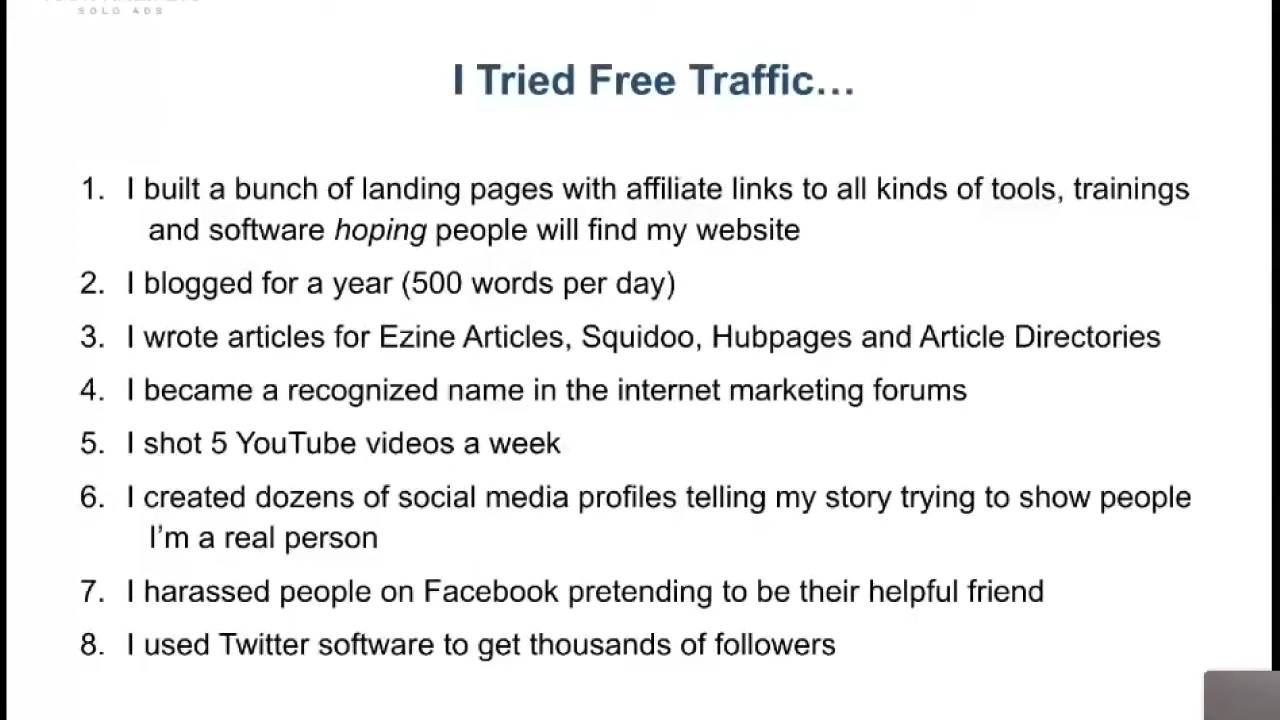 SOLO ADS
I Tried Free Traffic…
1. I built a bunch of landing pages with affiliate links to all kinds of tools, trainings
and software hoping people will find my website
2. I blogged for a year (500 words per day)
3. I wrote articles for Ezine Articles, Squidoo, Hubpages and Article Directories
4. I became a recognized name in the internet marketing forums
5. I shot 5 YouTube videos a week
6. I created dozens of social media profiles telling my story trying to show people
I’m a real person
7. I harassed people on Facebook pretending to be their helpful friend
8. I used Twitter software to get thousands of followers